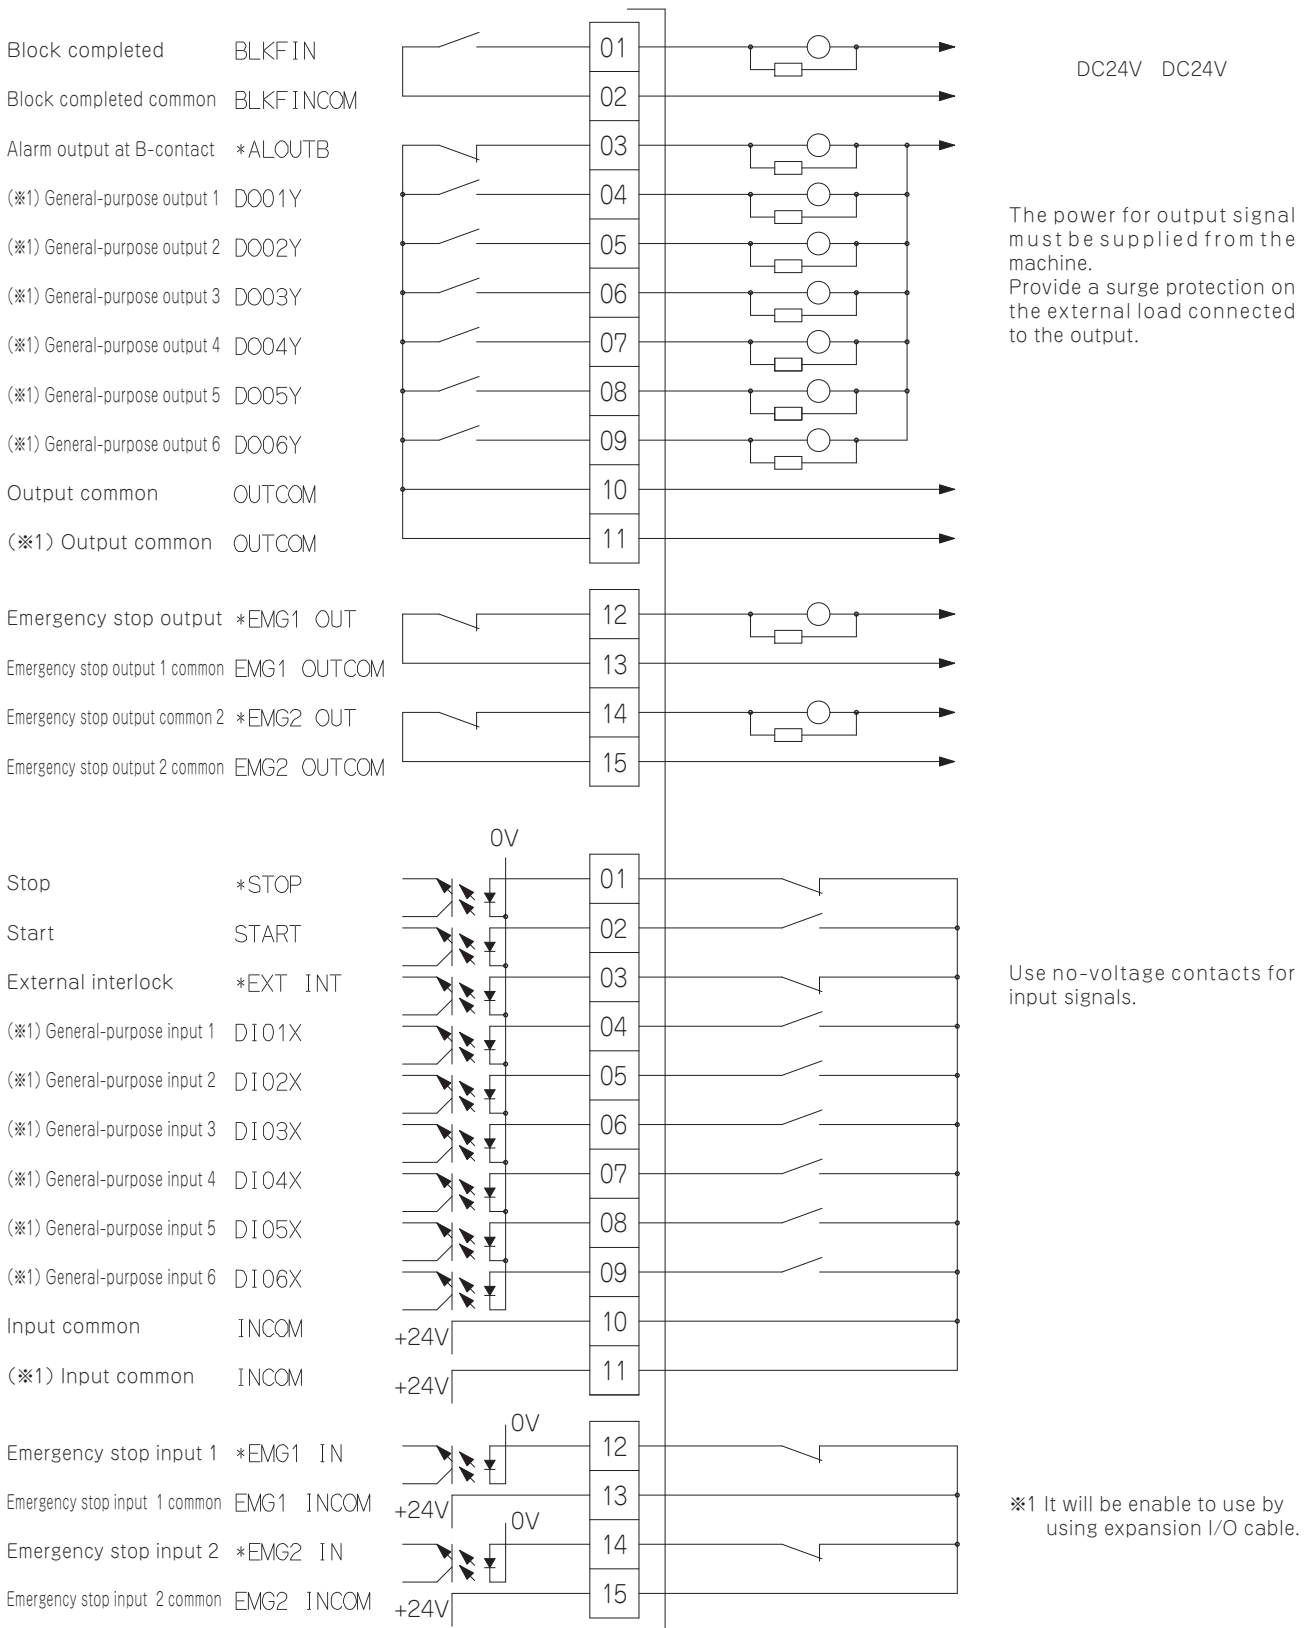 Block completed BLKFIN 01
DC24V DC24V
Block completed common BLKFINCOM 02
Alarm output at B-contact *ALOUTB 03
(※1) General-purpose output 1 DO01Y 04
(※1) General-purpose output 2 DO02Y 05
(※1) General-purpose output 3 DO03Y 06
(※1) General-purpose output 4 DO04Y 07
(※1) General-purpose output 5 DO05Y 08
(※1) General-purpose output 6 DO06Y 09
Output common OUTCOM 10
(※1) Output common OUTCOM 11
The power for output signal
must be supplied from the
machine.
Provide a surge protection on
the external load connected
to the output.
Emergency stop output *EMG1 OUT 12
Emergency stop output 1 common EMG1 OUTCOM 13
Emergency stop output common 2 *EMG2 OUT 14
Emergency stop output 2 common EMG2 OUTCOM 15
0V
Stop *STOP 01
Start START 02
External interlock *EXT INT 03
(※1) General-purpose input 1 DI01X 04
(※1) General-purpose input 2 DI02X 05
(※1) General-purpose input 3 DI03X 06
(※1) General-purpose input 4 DI04X 07
(※1) General-purpose input 5 DI05X 08
(※1) General-purpose input 6 DI06X 09
Input common INCOM +24V 10
(※1) Input common INCOM +24V 11
Use no-voltage contacts for
input signals.
0V
Emergency stop input 1 *EMG1 IN 12
Emergency stop input 1 common EMG1 INCOM +24V 13
0V
Emergency stop input 2 *EMG2 IN 14
Emergency stop input 2 common EMG2 INCOM +24V 15
※1 It will be enable to use by
using expansion I/O cable.